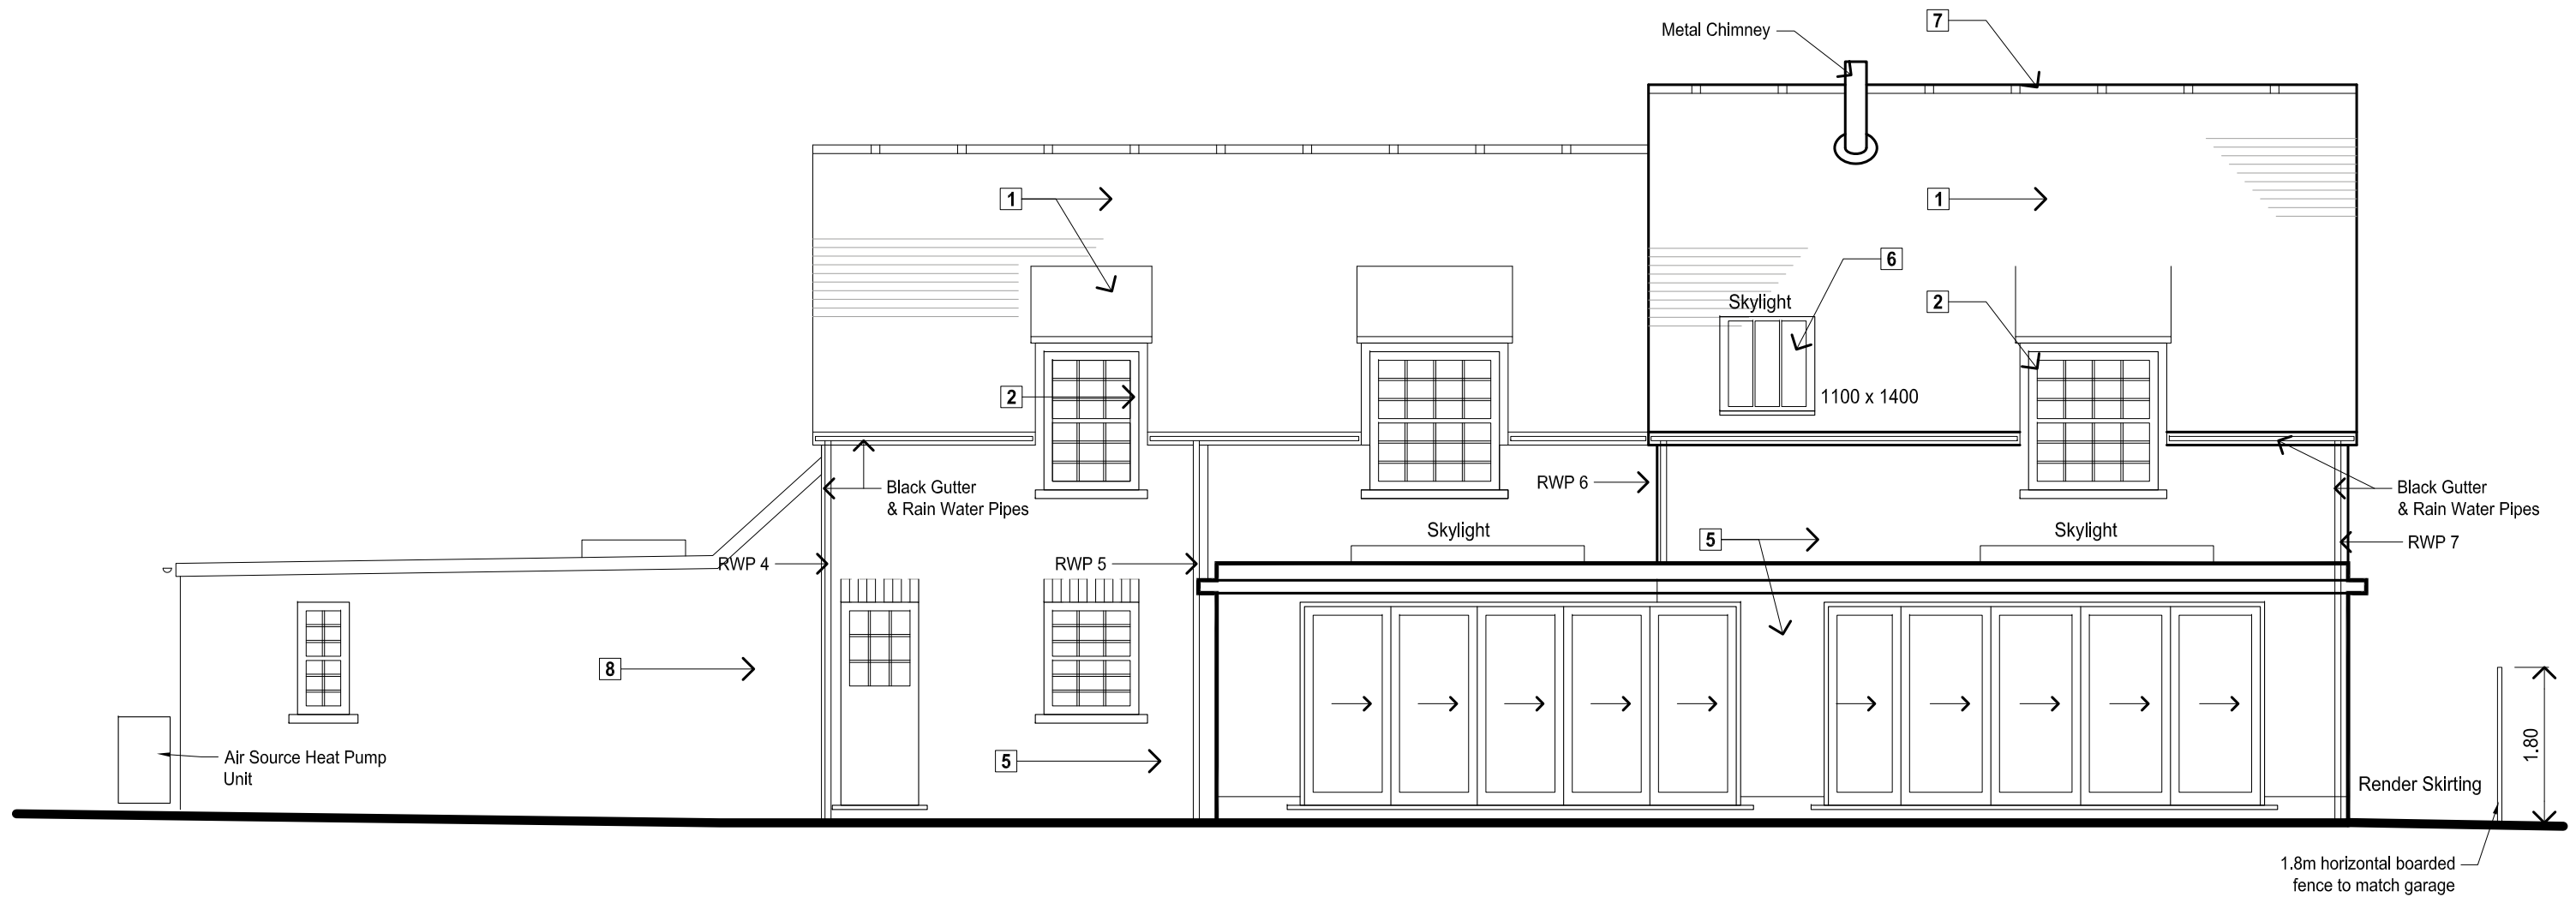 7
Metal Chimney
1
1
6
Skylight
2
2
1100 x 1400
RWP 6
Black Gutter
& Rain Water Pipes
Black Gutter
& Rain Water Pipes
Skylight
5
Skylight
RWP 7
RWP 4
RWP 5
8
1.80
Air Source Heat Pump
Unit
5
Render Skirting
1.8m horizontal boarded
fence to match garage